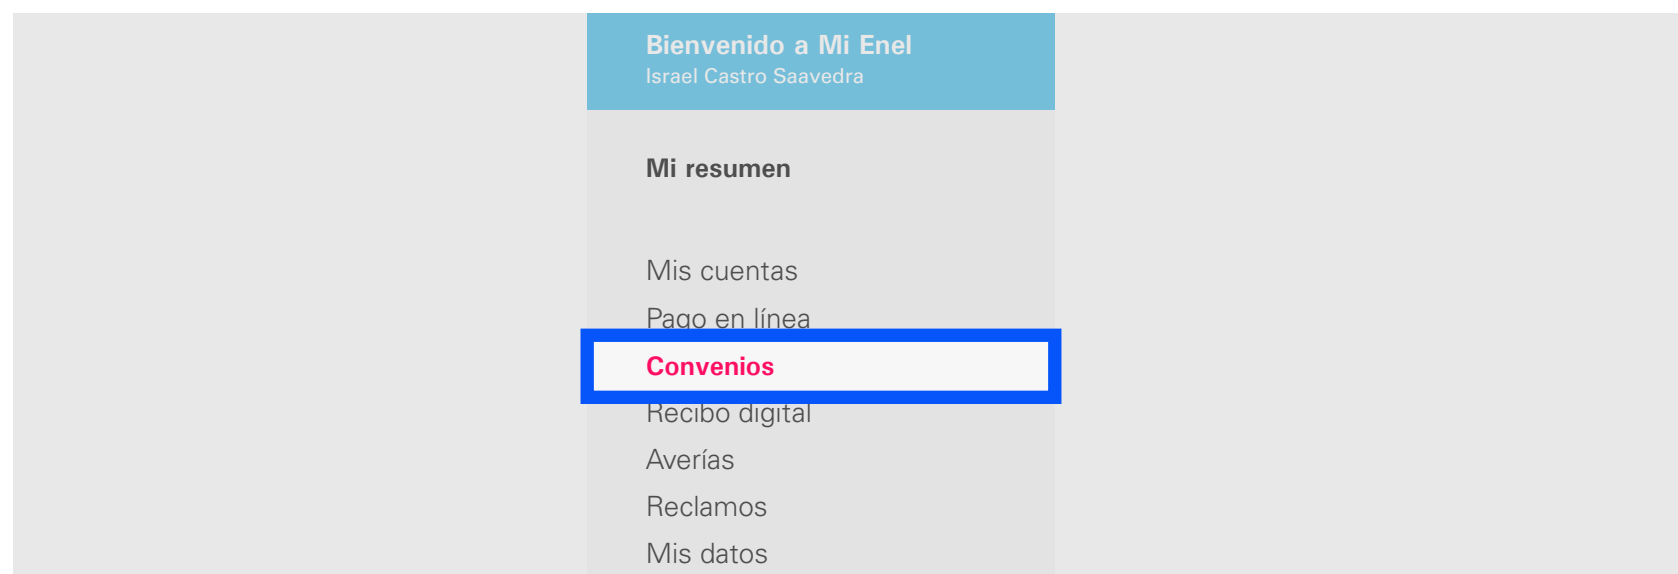 Bienvenido a Mi Enel
Israel Castro Saavedra
Mi resumen
Mis cuentas
Pago en línea
Convenios
Recibo digital
Averías
Reclamos
Mis datos